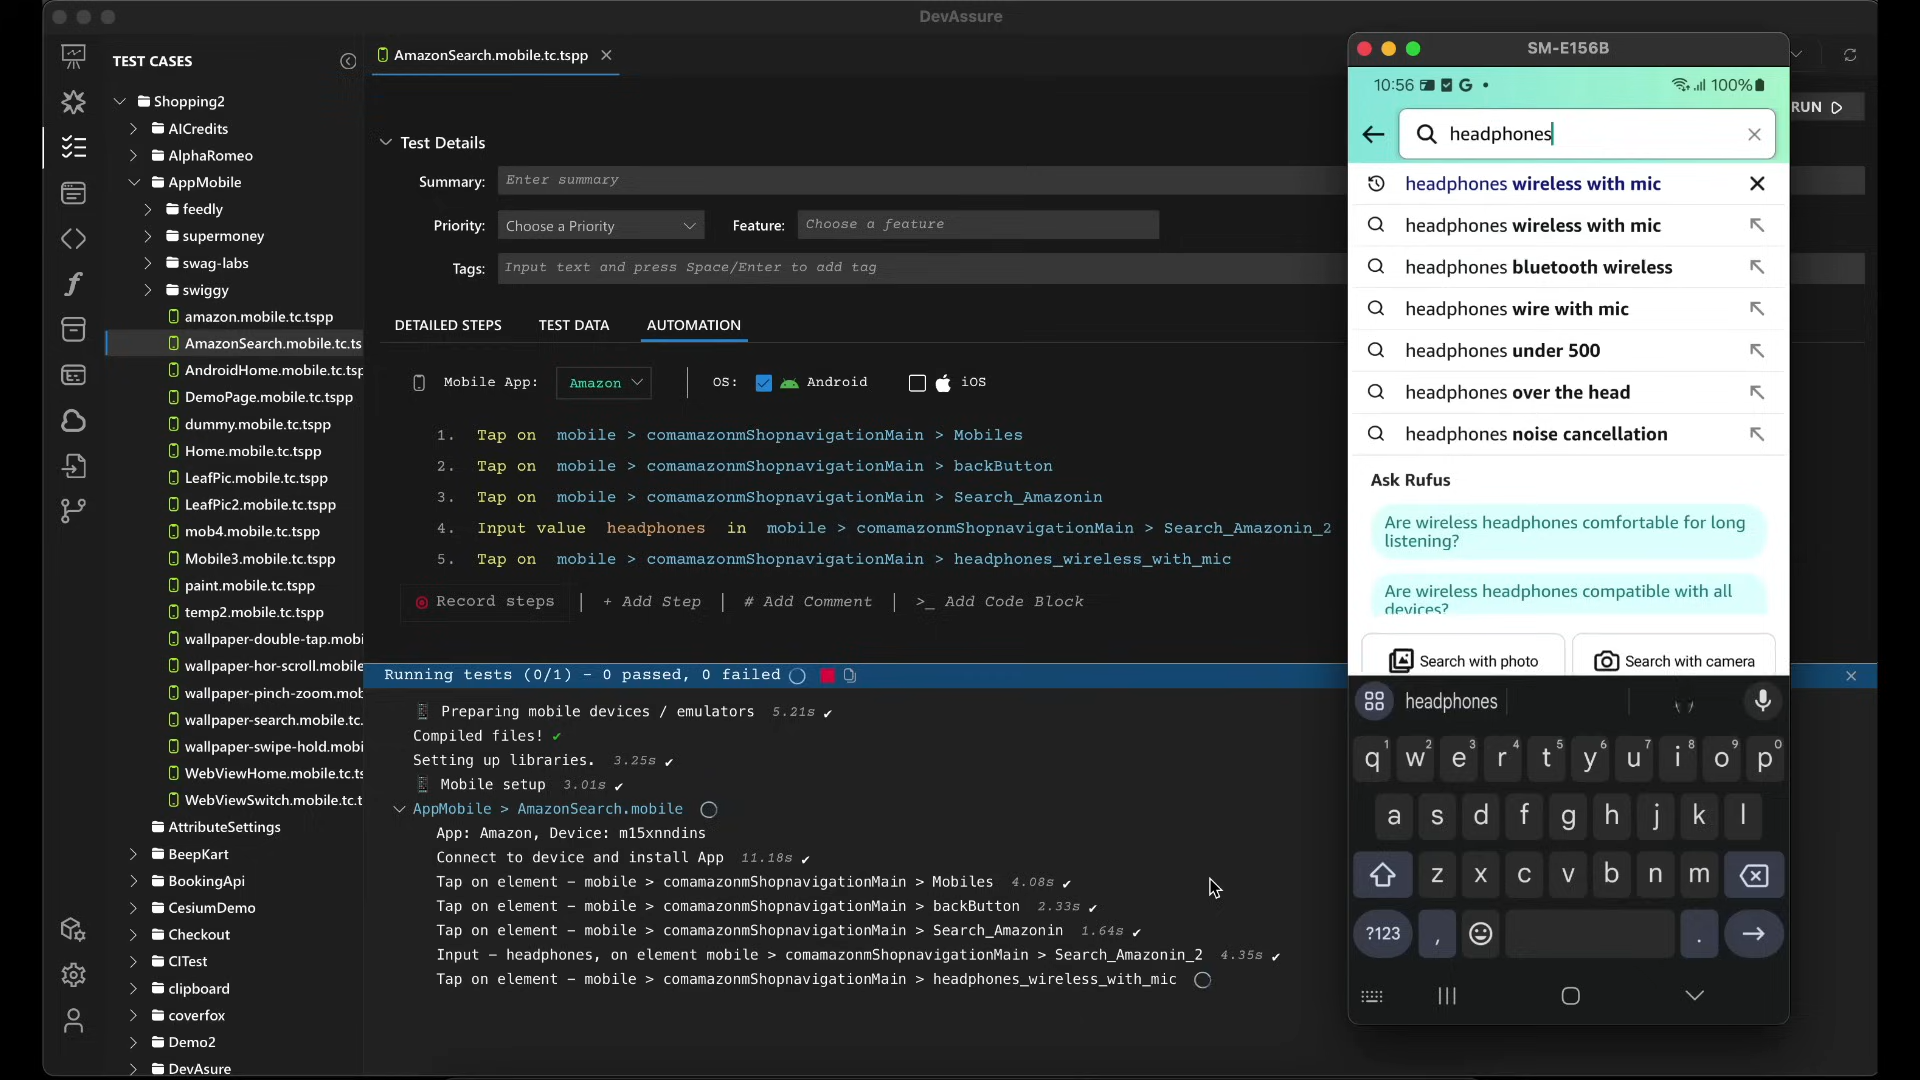 DevAssure
TEST CASES
Shopping2
AICredits
AlphaRomeo
AppMobile
feedly
supermoney
swag-labs
swiggy
amazon.mobile.tc.tspp
AmazonSearch.mobile.tc.ts
AndroidHome.mobile.tc.tsp
DemoPage.mobile.tc.tspp
dummy.mobile.tc.tspp
Home.mobile.tc.tspp
LeafPic.mobile.tc.tspp
LeafPic2.mobile.tc.tspp
mob4.mobile.tc.tspp
Mobile3.mobile.tc.tspp
paint.mobile.tc.tspp
temp2.mobile.tc.tspp
wallpaper-double-tap.mobi
wallpaper-hor-scroll.mobile
wallpaper-pinch-zoom.mob
wallpaper-search.mobile.tc.
wallpaper-swipe-hold.mobi
WebViewHome.mobile.tc.ts
WebViewSwitch.mobile.tc.t
AttributeSettings
BeepKart
BookingApi
CesiumDemo
Checkout
CITest
clipboard
coverfox
Demo2
DevAsure
AmazonSearch.mobile.tc.tspp
RUN
Test Details
Summary: Enter summary
Priority: Choose a Priority Feature: Choose a feature
Tags: Input text and press Space/Enter to add tag
DETAILED STEPS TEST DATA AUTOMATION
Mobile App: Amazon OS: Android iOS
1. Tap on mobile > comamazonmShopnavigationMain > Mobiles
2. Tap on mobile > comamazonmShopnavigationMain > backButton
3. Tap on mobile > comamazonmShopnavigationMain > Search_Amazonin
4. Input value headphones in mobile > comamazonmShopnavigationMain > Search_Amazonin_2
5. Tap on mobile > comamazonmShopnavigationMain > headphones_wireless_with_mic
Record steps | + Add Step | # Add Comment | >_ Add Code Block
Running tests (0/1) - 0 passed, 0 failed
Preparing mobile devices / emulators 5.21s ✔
Compiled files! ✔
Setting up libraries. 3.25s ✔
Mobile setup 3.01s ✔
AppMobile > AmazonSearch.mobile
App: Amazon, Device: m15xnndins
Connect to device and install App 11.18s ✔
Tap on element - mobile > comamazonmShopnavigationMain > Mobiles 4.08s ✔
Tap on element - mobile > comamazonmShopnavigationMain > backButton 2.33s ✔
Tap on element - mobile > comamazonmShopnavigationMain > Search_Amazonin 1.64s ✔
Input - headphones, on element mobile > comamazonmShopnavigationMain > Search_Amazonin_2 4.35s ✔
Tap on element - mobile > comamazonmShopnavigationMain > headphones_wireless_with_mic
SM-E156B
10:56 G 100%
headphones
headphones wireless with mic
headphones wireless with mic
headphones bluetooth wireless
headphones wire with mic
headphones under 500
headphones over the head
headphones noise cancellation
Ask Rufus
Are wireless headphones comfortable for long
listening?
Are wireless headphones compatible with all
devices?
Search with photo Search with camera
headphones
q1 w2 e3 r4 t5 y6 u7 i8 o9 p0
a s d f g h j k l
z x c v b n m
?123 , .